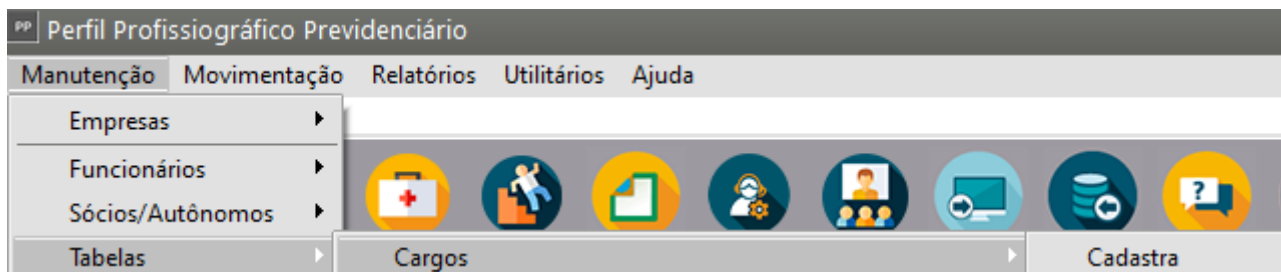 PP Perfil Profissiográfico Previdenciário
Manutenção Movimentação Relatórios Utilitários Ajuda
Empresas
Funcionários
Sócios/Autônomos
Tabelas Cargos Cadastra
?